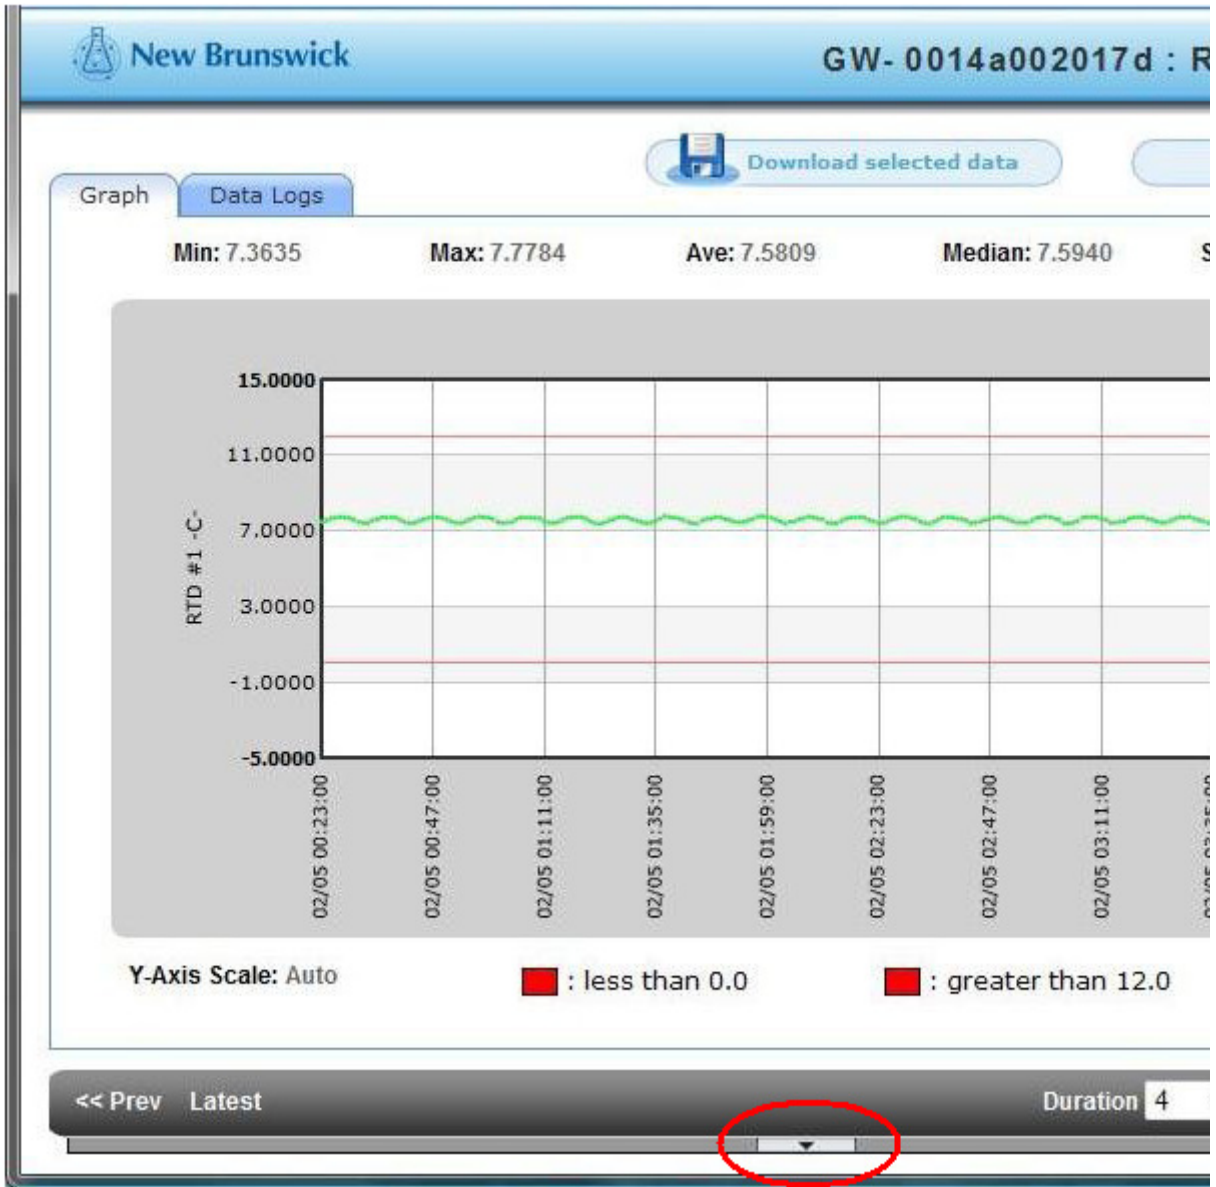 New Brunswick
GW- 0014a002017d : R
Download selected data
Graph
Data Logs
Min: 7.3635 Max: 7.7784 Ave: 7.5809 Median: 7.5940 S
15.0000
11.0000
7.0000
3.0000
-1.0000
-5.0000
RTD #1 -C-
02/05 00:23:00
02/05 00:47:00
02/05 01:11:00
02/05 01:35:00
02/05 01:59:00
02/05 02:23:00
02/05 02:47:00
02/05 03:11:00
Y-Axis Scale: Auto : less than 0.0 : greater than 12.0
<< Prev Latest Duration 4